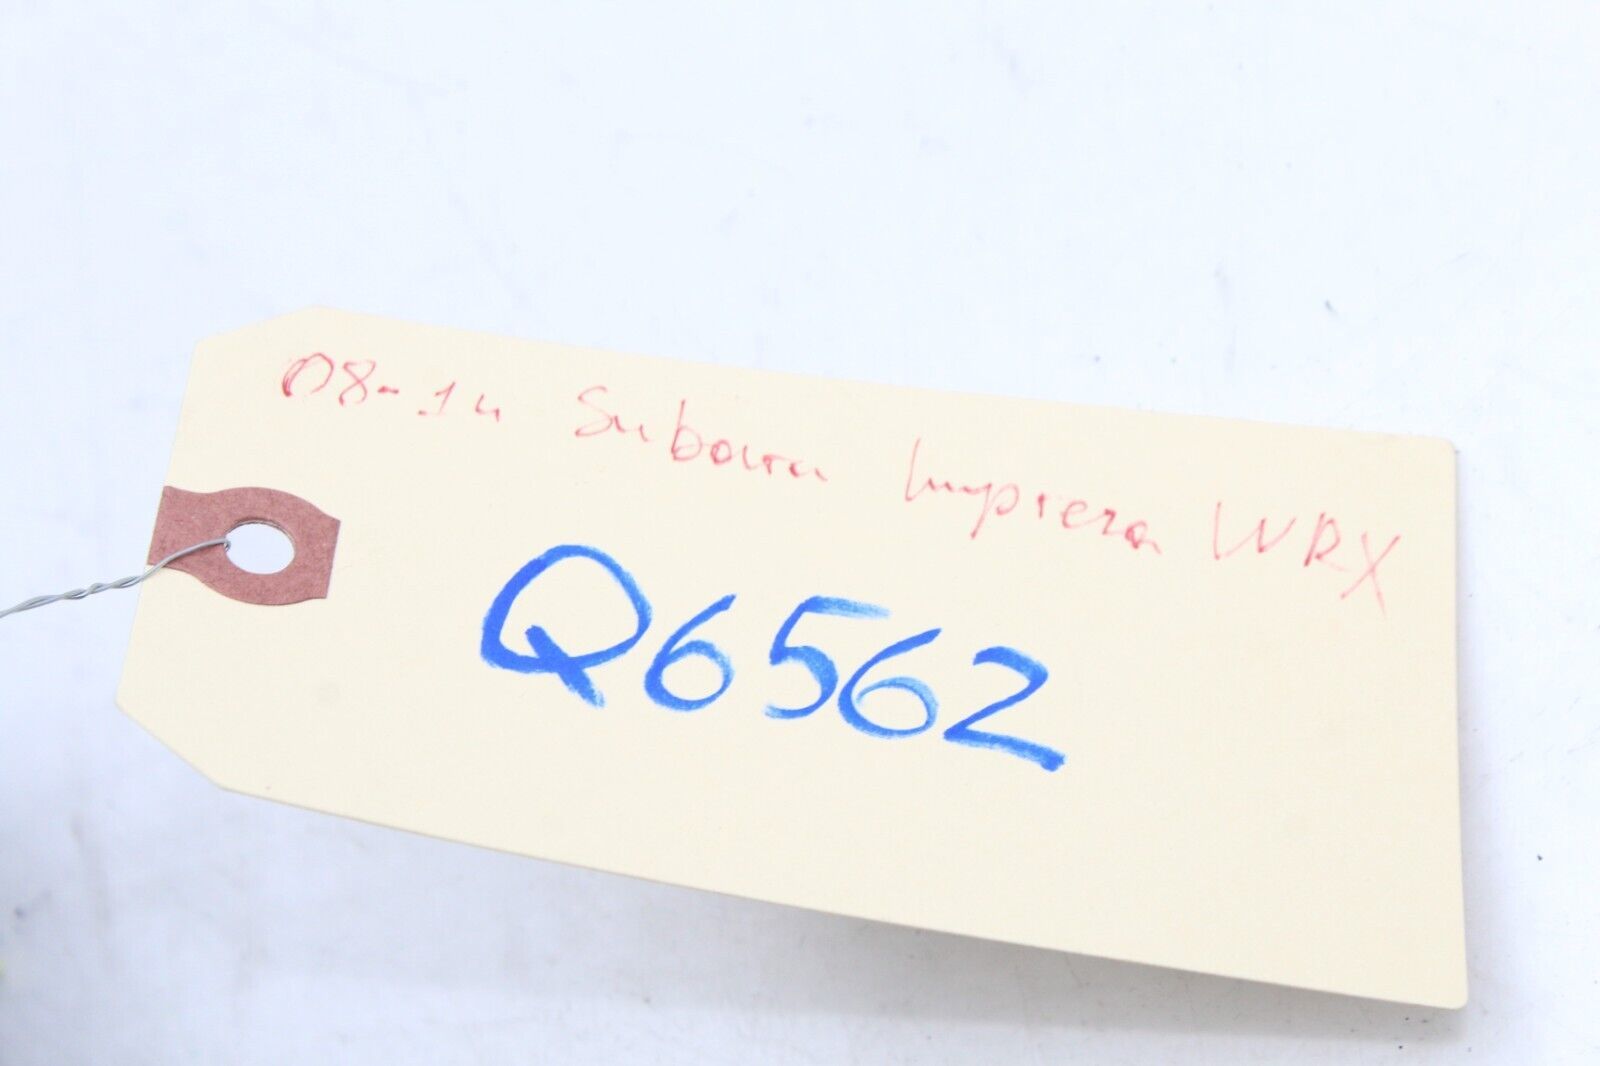 08-14 Subaru Impreza WRX
Q6562